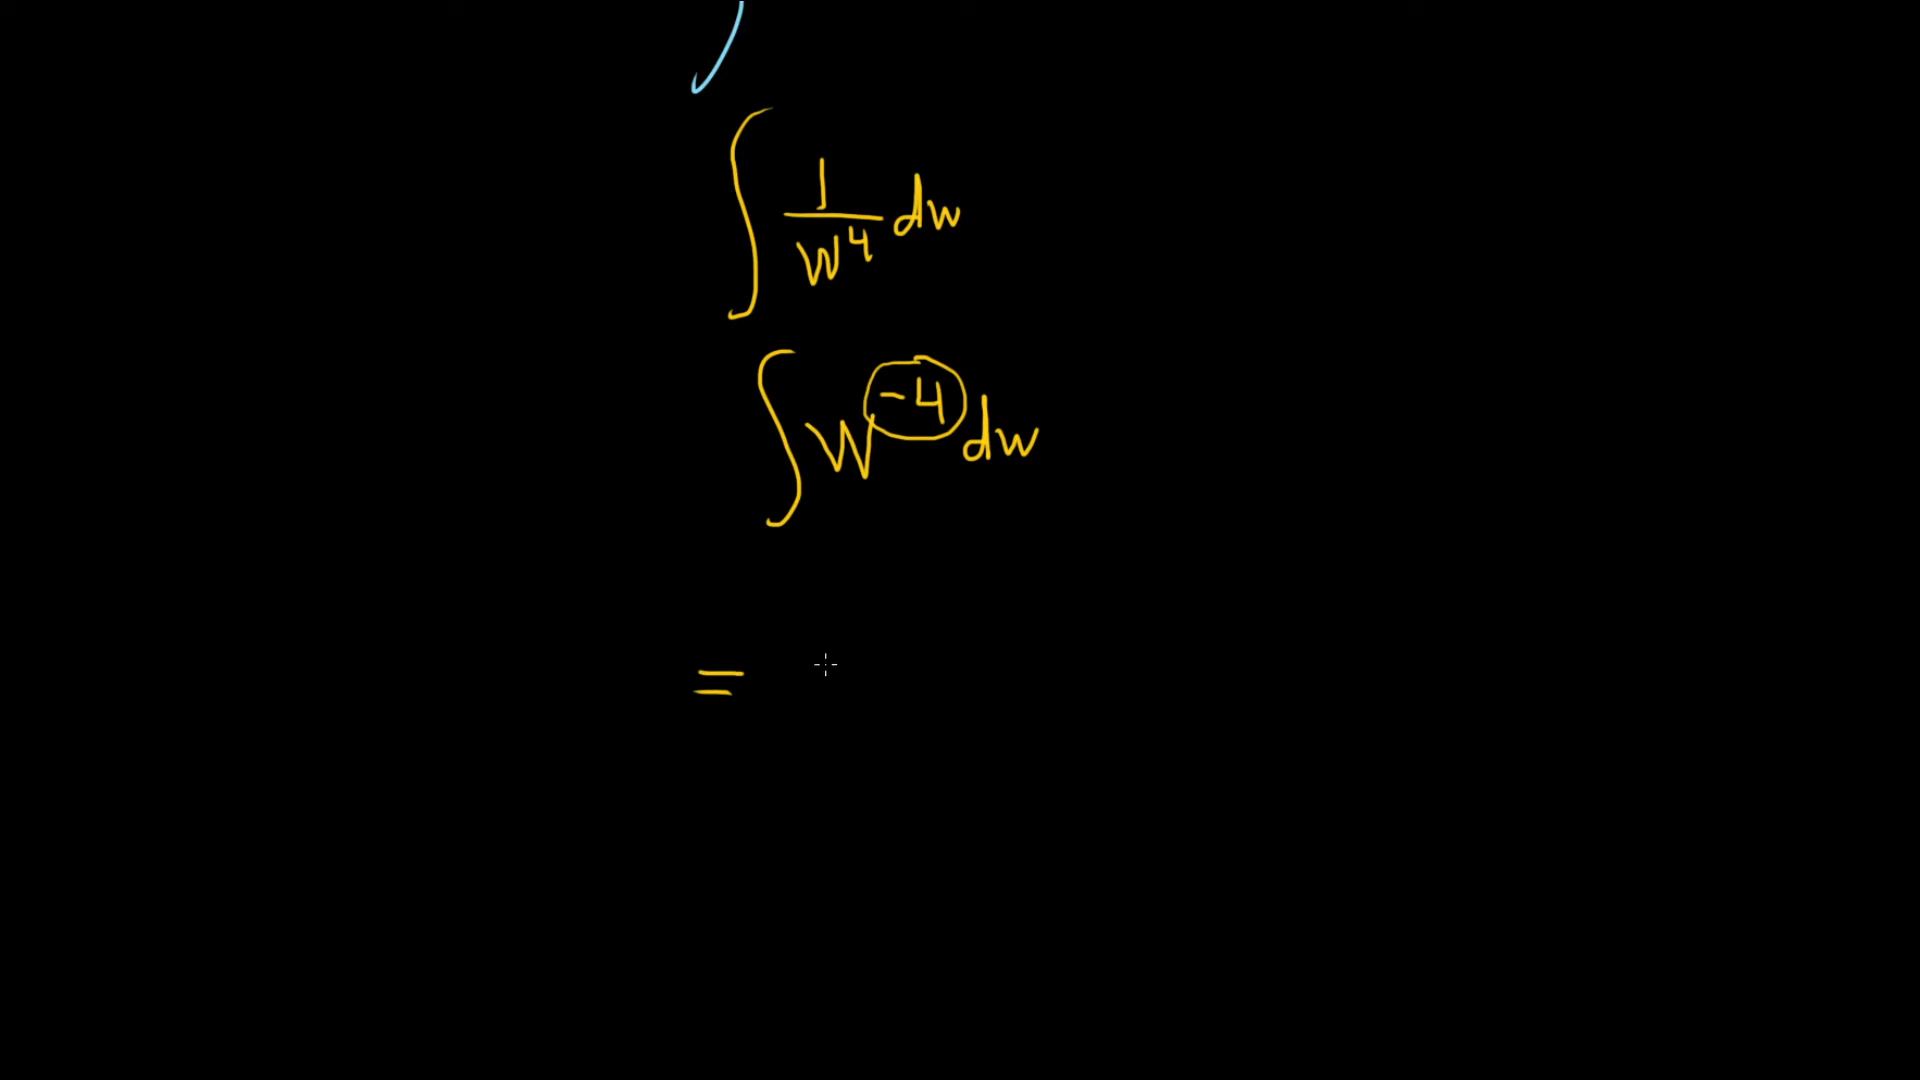 ∫ 1/w⁴ dw
∫ w⁻⁴ dw
=